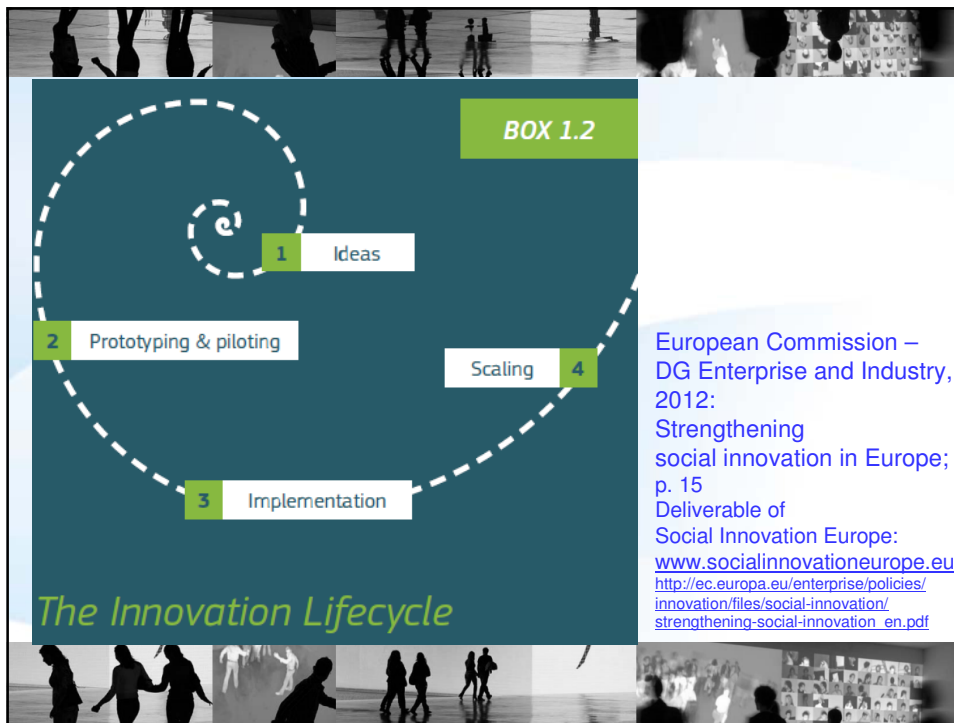 BOX 1.2
1 Ideas
2 Prototyping & piloting
Scaling 4
3 Implementation
The Innovation Lifecycle
European Commission –
DG Enterprise and Industry,
2012:
Strengthening
social innovation in Europe;
p. 15
Deliverable of
Social Innovation Europe:
www.socialinnovationeurope.eu
http://ec.europa.eu/enterprise/policies/
innovation/files/social-innovation/
strengthening-social-innovation_en.pdf